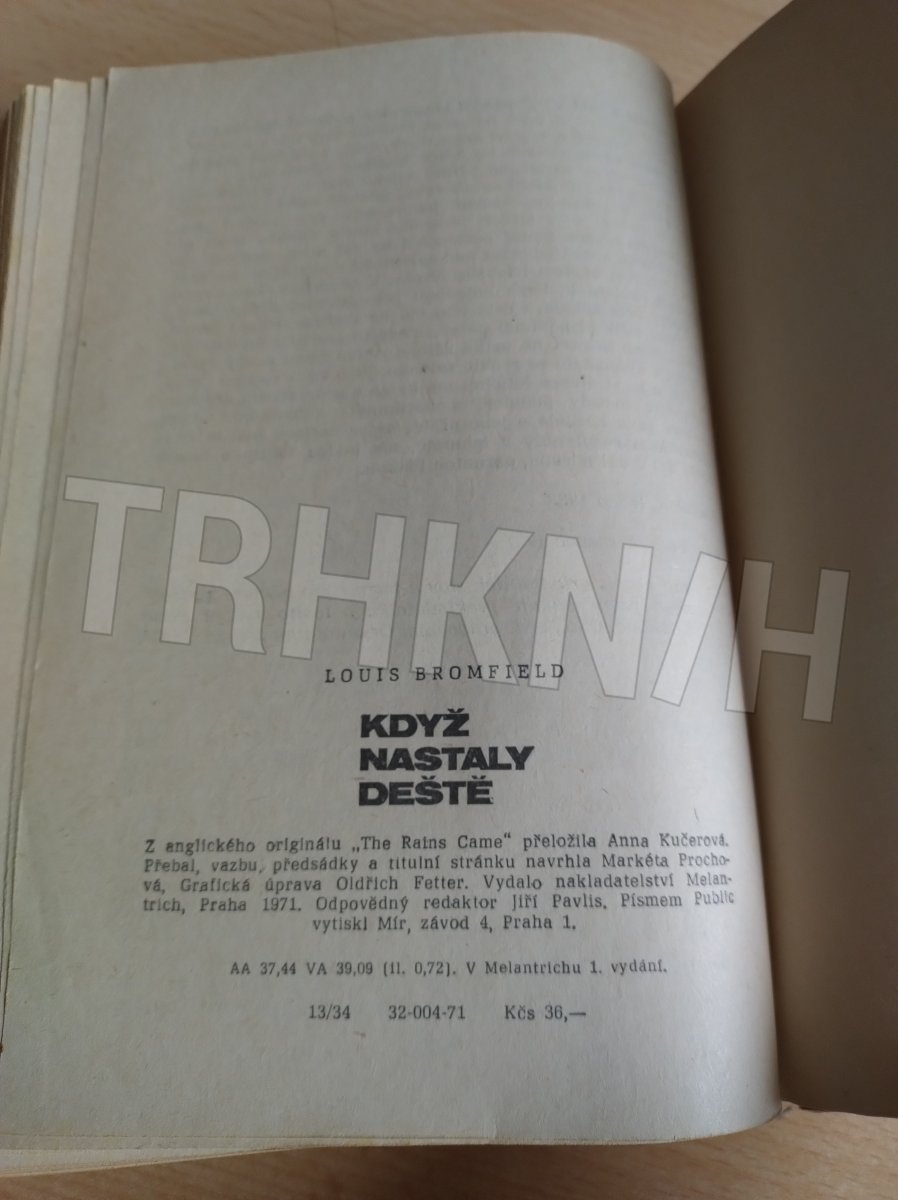 TRHKNIH
LOUIS BROMFIELD
KDYŽ
NASTALY
DEŠTĚ
Z anglického originálu „The Rains Came“ přeložila Anna Kučerová.
Přebal, vazbu, předsádky a titulní stránku navrhla Markéta Procho-
vá, Grafická úprava Oldřich Fetter. Vydalo nakladatelství Melan-
trich, Praha 1971. Odpovědný redaktor Jiří Pavlis. Písmem Public
vytiskl Mír, závod 4, Praha 1.
AA 37,44 VA 39,09 (il. 0,72). V Melantrichu 1. vydání.
13/34 32-004-71 Kčs 36,—